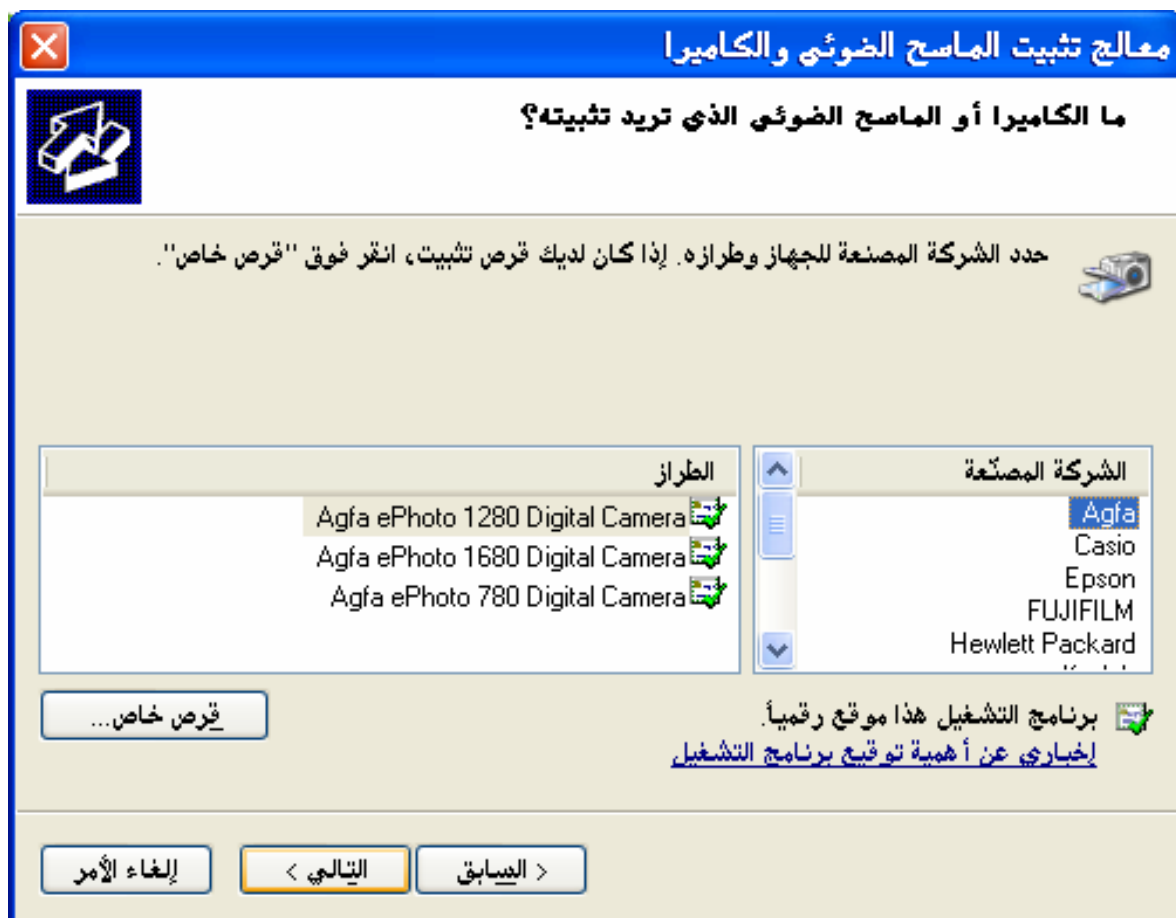 معالج تثبيت الماسح الضوئي والكاميرا
ما الكاميرا أو الماسح الضوئي الذي تريد تثبيته؟
حدد الشركة المصنعة للجهاز وطرازه. إذا كان لديك قرص تثبيت، انقر فوق "قرص خاص".
الشركة المصنّعة
Agfa
Casio
Epson
FUJIFILM
Hewlett Packard
الطراز
Agfa ePhoto 1280 Digital Camera
Agfa ePhoto 1680 Digital Camera
Agfa ePhoto 780 Digital Camera
برنامج التشغيل هذا موقع رقمياً.
إخباري عن أهمية توقيع برنامج التشغيل
قرص خاص...
< السابق
التالي >
إلغاء الأمر